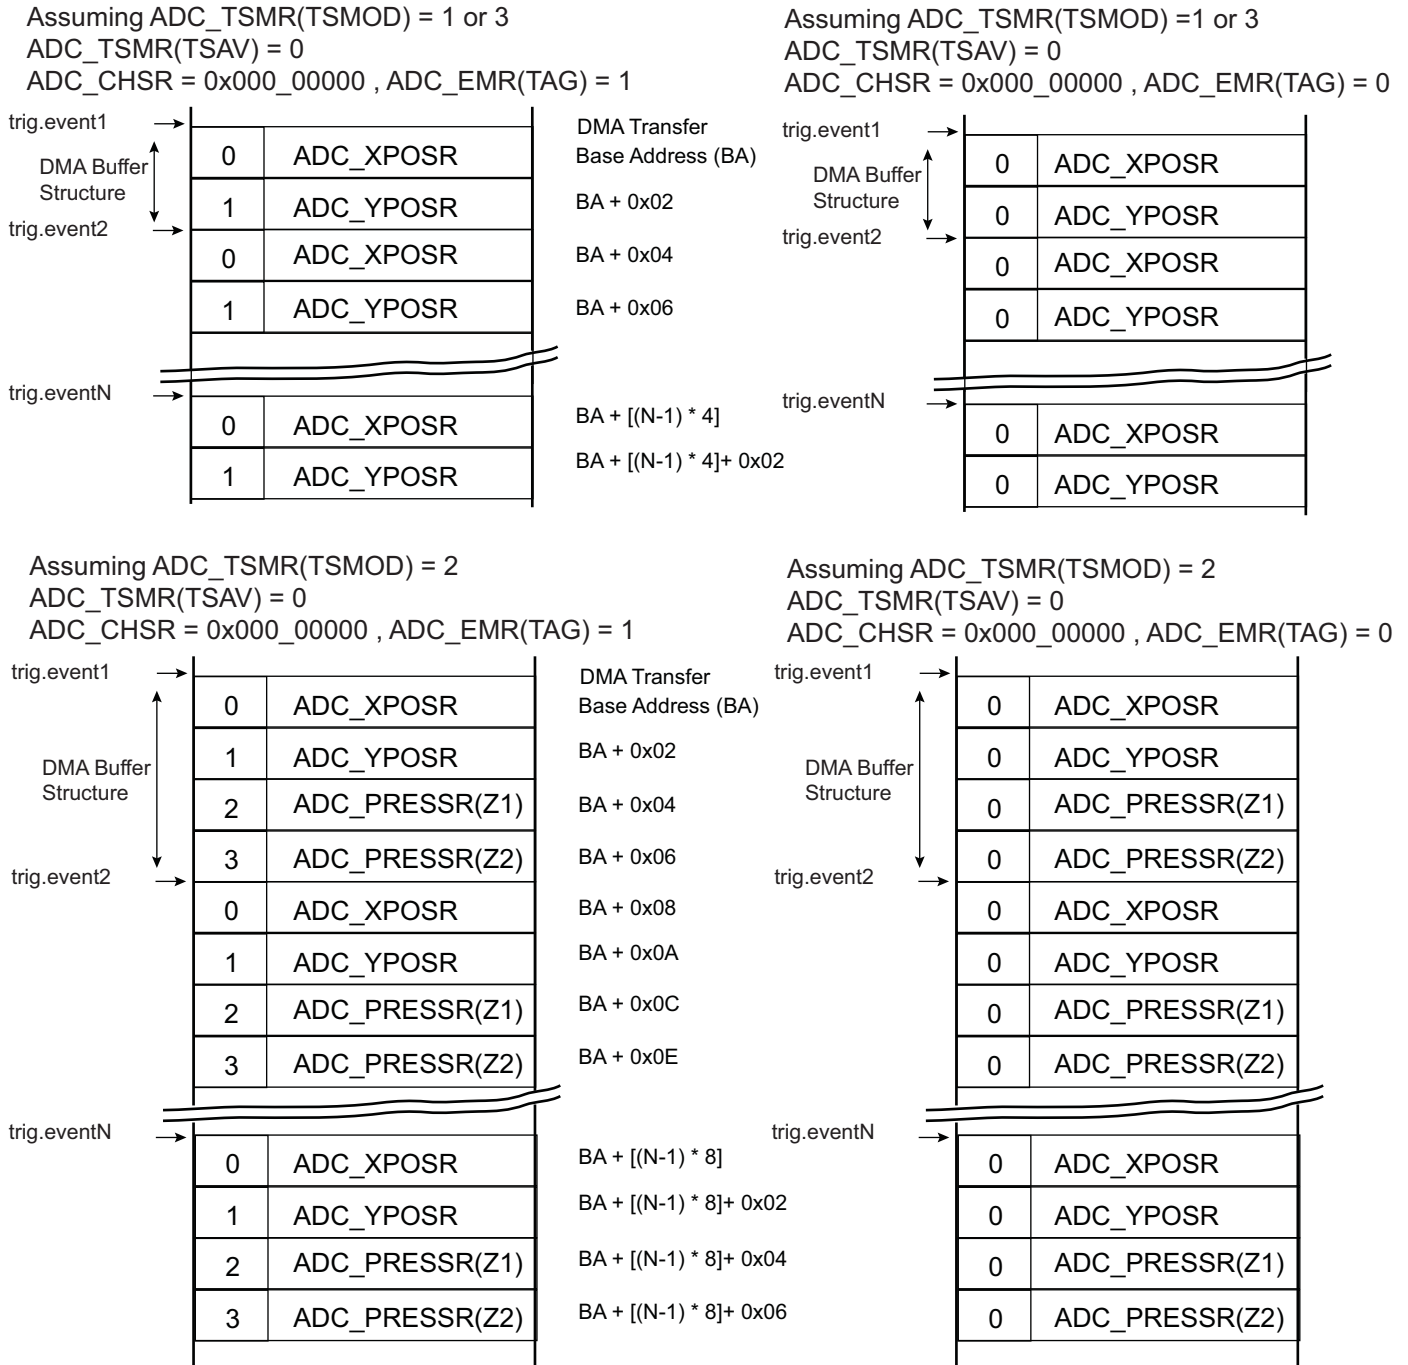 Assuming ADC_TSMR(TSMOD) = 1 or 3
ADC_TSMR(TSAV) = 0
ADC_CHSR = 0x000_00000 , ADC_EMR(TAG) = 1
trig.event1
DMA Buffer
Structure
trig.event2
trig.eventN
0 ADC_XPOSR
1 ADC_YPOSR
0 ADC_XPOSR
1 ADC_YPOSR
0 ADC_XPOSR
1 ADC_YPOSR
DMA Transfer
Base Address (BA)
BA + 0x02
BA + 0x04
BA + 0x06
BA + [(N-1) * 4]
BA + [(N-1) * 4]+ 0x02
Assuming ADC_TSMR(TSMOD) =1 or 3
ADC_TSMR(TSAV) = 0
ADC_CHSR = 0x000_00000 , ADC_EMR(TAG) = 0
trig.event1
DMA Buffer
Structure
trig.event2
trig.eventN
0 ADC_XPOSR
0 ADC_YPOSR
0 ADC_XPOSR
0 ADC_YPOSR
0 ADC_XPOSR
0 ADC_YPOSR
Assuming ADC_TSMR(TSMOD) = 2
ADC_TSMR(TSAV) = 0
ADC_CHSR = 0x000_00000 , ADC_EMR(TAG) = 1
trig.event1
DMA Buffer
Structure
trig.event2
trig.eventN
0 ADC_XPOSR
1 ADC_YPOSR
2 ADC_PRESSR(Z1)
3 ADC_PRESSR(Z2)
0 ADC_XPOSR
1 ADC_YPOSR
2 ADC_PRESSR(Z1)
3 ADC_PRESSR(Z2)
0 ADC_XPOSR
1 ADC_YPOSR
2 ADC_PRESSR(Z1)
3 ADC_PRESSR(Z2)
DMA Transfer
Base Address (BA)
BA + 0x02
BA + 0x04
BA + 0x06
BA + 0x08
BA + 0x0A
BA + 0x0C
BA + 0x0E
BA + [(N-1) * 8]
BA + [(N-1) * 8]+ 0x02
BA + [(N-1) * 8]+ 0x04
BA + [(N-1) * 8]+ 0x06
Assuming ADC_TSMR(TSMOD) = 2
ADC_TSMR(TSAV) = 0
ADC_CHSR = 0x000_00000 , ADC_EMR(TAG) = 0
trig.event1
DMA Buffer
Structure
trig.event2
trig.eventN
0 ADC_XPOSR
0 ADC_YPOSR
0 ADC_PRESSR(Z1)
0 ADC_PRESSR(Z2)
0 ADC_XPOSR
0 ADC_YPOSR
0 ADC_PRESSR(Z1)
0 ADC_PRESSR(Z2)
0 ADC_XPOSR
0 ADC_YPOSR
0 ADC_PRESSR(Z1)
0 ADC_PRESSR(Z2)